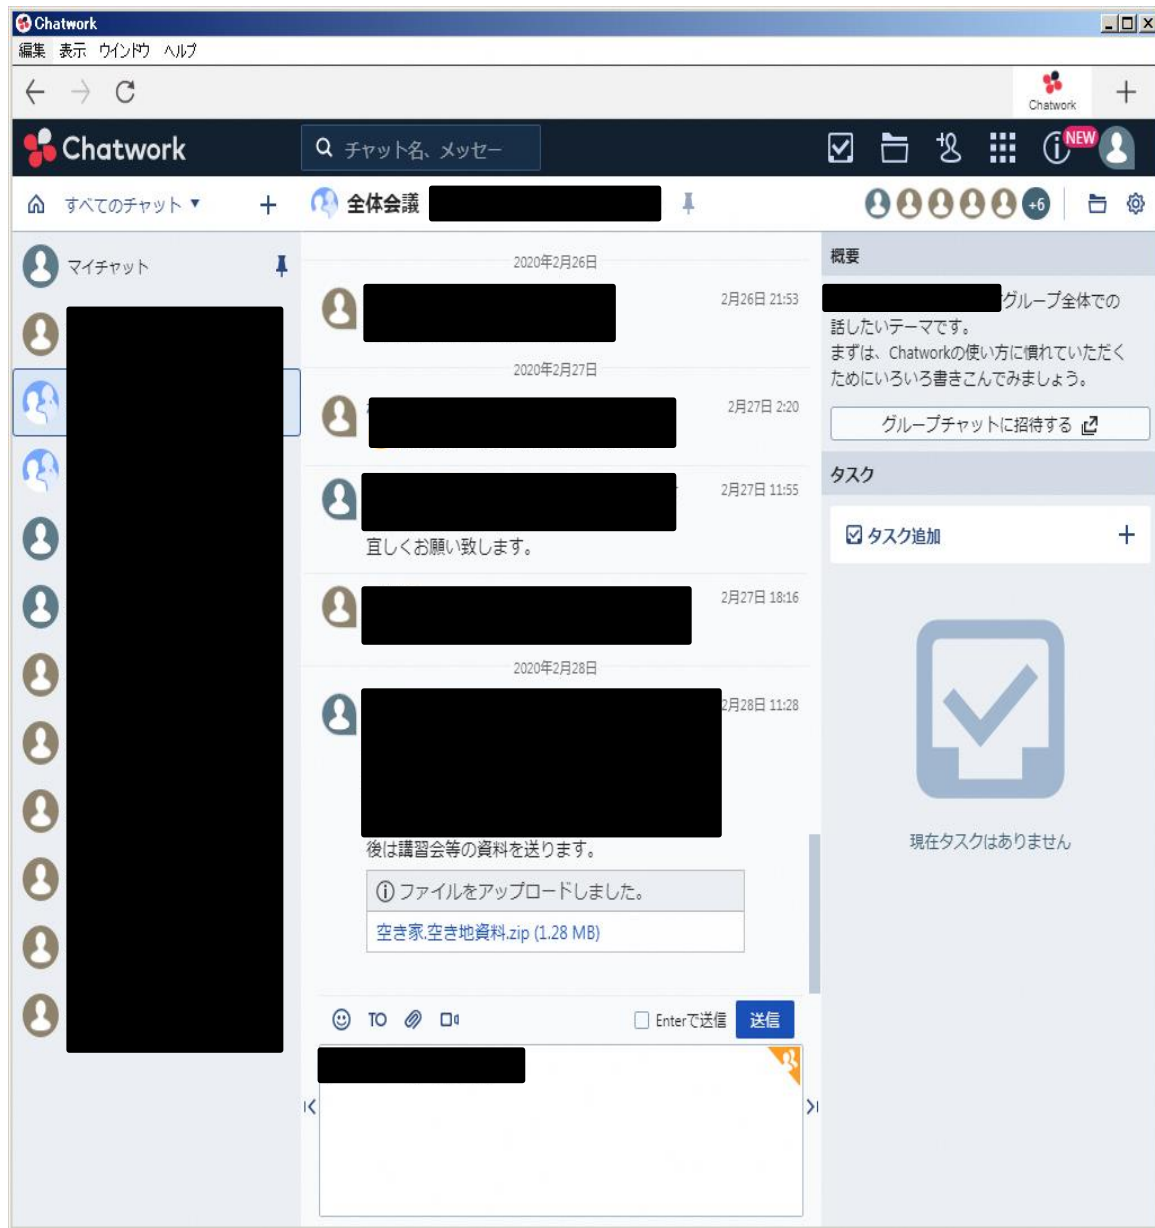 Chatwork
編集 表示 ウインドウ ヘルプ
Chatwork
Chatwork
チャット名、メッセー
NEW
すべてのチャット
全体会議
+6
マイチャット
2020年2月26日
2月26日 21:53
2020年2月27日
2月27日 2:20
2月27日 11:55
宜しくお願い致します。
2月27日 18:16
2020年2月28日
2月28日 11:28
後は講習会等の資料を送ります。
ファイルをアップロードしました。
空き家.空き地資料.zip (1.28 MB)
TO
Enterで送信
送信
概要
グループ全体での
話したいテーマです。
まずは、Chatworkの使い方に慣れていただく
ためにいろいろ書きこんでみましょう。
グループチャットに招待する
タスク
タスク追加
現在タスクはありません